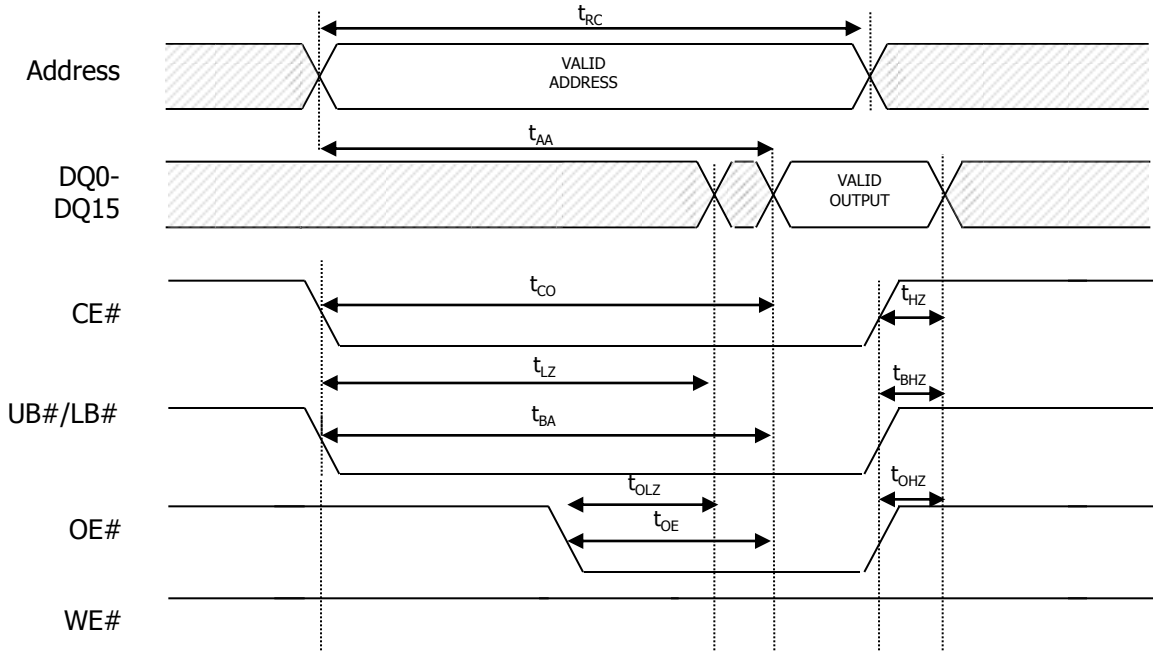 tRC
Address
VALID
ADDRESS
tAA
DQ0-
DQ15
VALID
OUTPUT
CE#
tCO
tHZ
tLZ
UB#/LB#
tBHZ
tBA
tOLZ
tOHZ
OE#
tOE
WE#